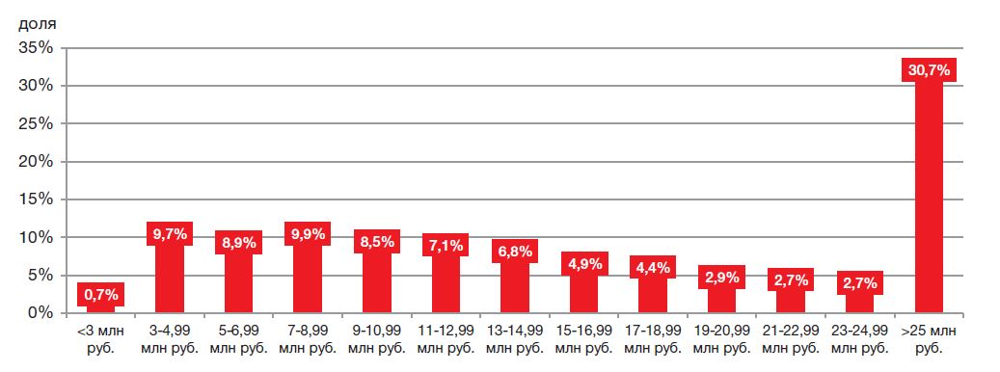 доля
35%
30%
25%
20%
15%
10%
5%
0%
0,7%
9,7%
8,9%
9,9%
8,5%
7,1%
6,8%
4,9%
4,4%
2,9%
2,7%
2,7%
30,7%
<3 млн
руб.
3-4,99
млн руб.
5-6,99
млн руб.
7-8,99
млн руб.
9-10,99
млн руб.
11-12,99
млн руб.
13-14,99
млн руб.
15-16,99
млн руб.
17-18,99
млн руб.
19-20,99
млн руб.
21-22,99
млн руб.
23-24,99
млн руб.
>25 млн
руб.